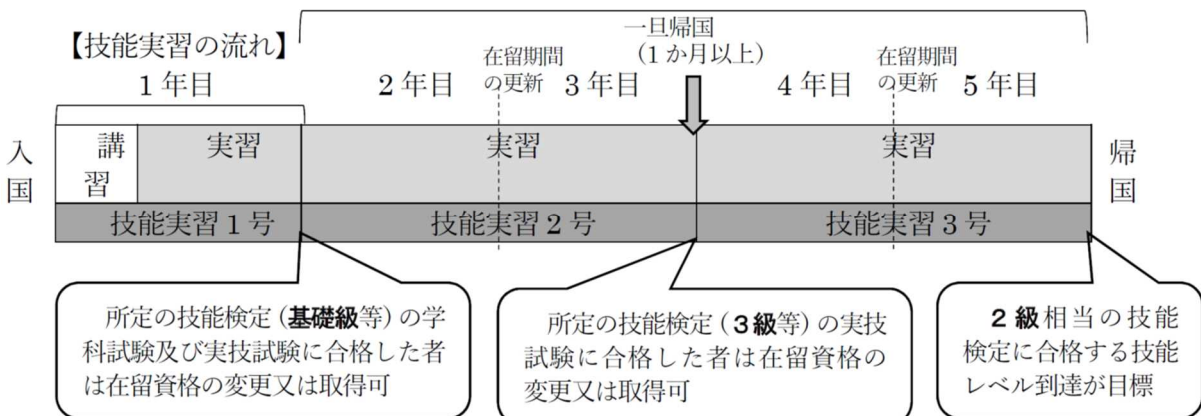 【技能実習の流れ】
一旦帰国
（1か月以上）
1年目
2年目
在留期間
の更新
3年目
4年目
在留期間
の更新
5年目
入
国
講
習
実習
実習
実習
帰
国
技能実習1号
技能実習2号
技能実習3号
所定の技能検定（基礎級等）の学
科試験及び実技試験に合格した者
は在留資格の変更又は取得可
所定の技能検定（３級等）の実技
試験に合格した者は在留資格の
変更又は取得可
２級相当の技能
検定に合格する技能
レベル到達が目標